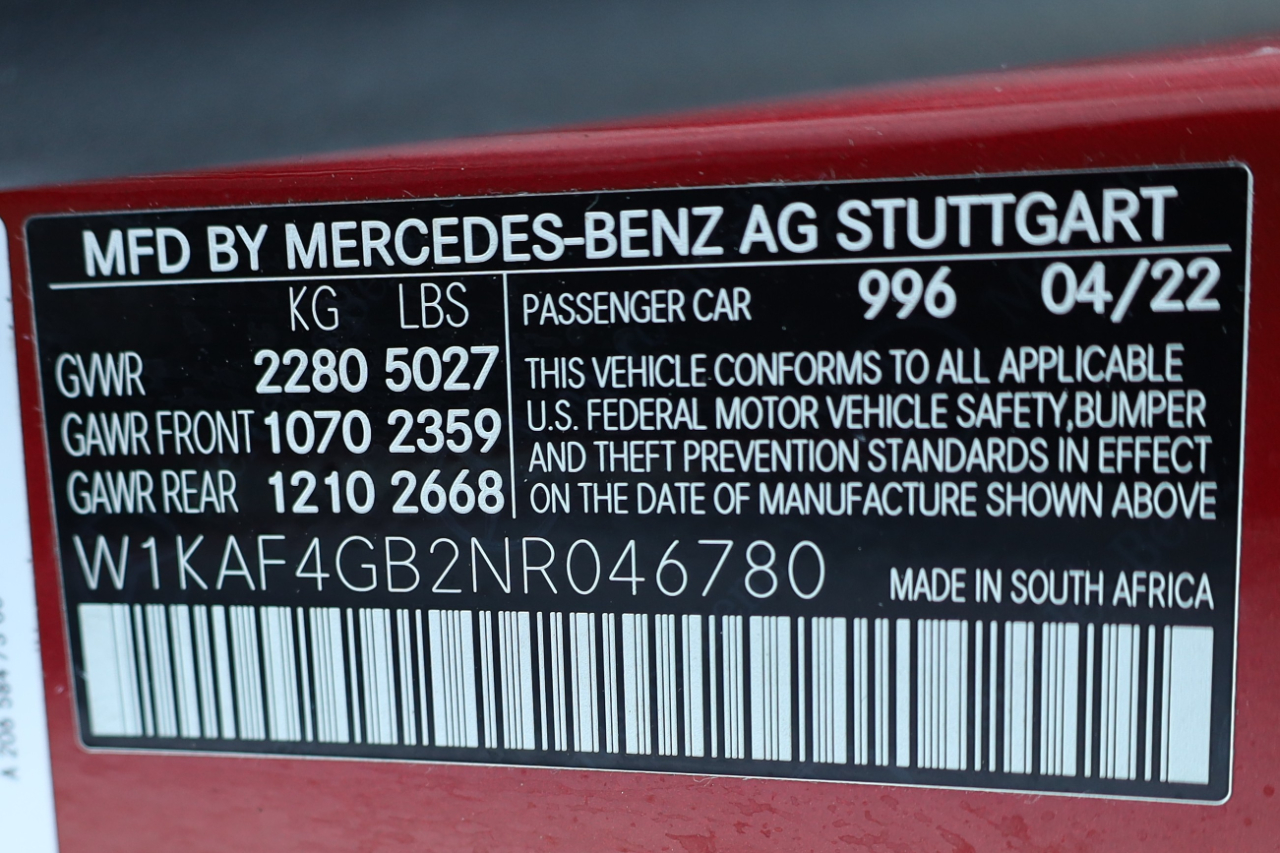 MFD BY MERCEDES-BENZ AG STUTTGART
KG LBS
GVWR 2280 5027
GAWR FRONT 1070 2359
GAWR REAR 1210 2668
PASSENGER CAR 996 04/22
THIS VEHICLE CONFORMS TO ALL APPLICABLE
U.S. FEDERAL MOTOR VEHICLE SAFETY,BUMPER
AND THEFT PREVENTION STANDARDS IN EFFECT
ON THE DATE OF MANUFACTURE SHOWN ABOVE
W1KAF4GB2NR046780
MADE IN SOUTH AFRICA